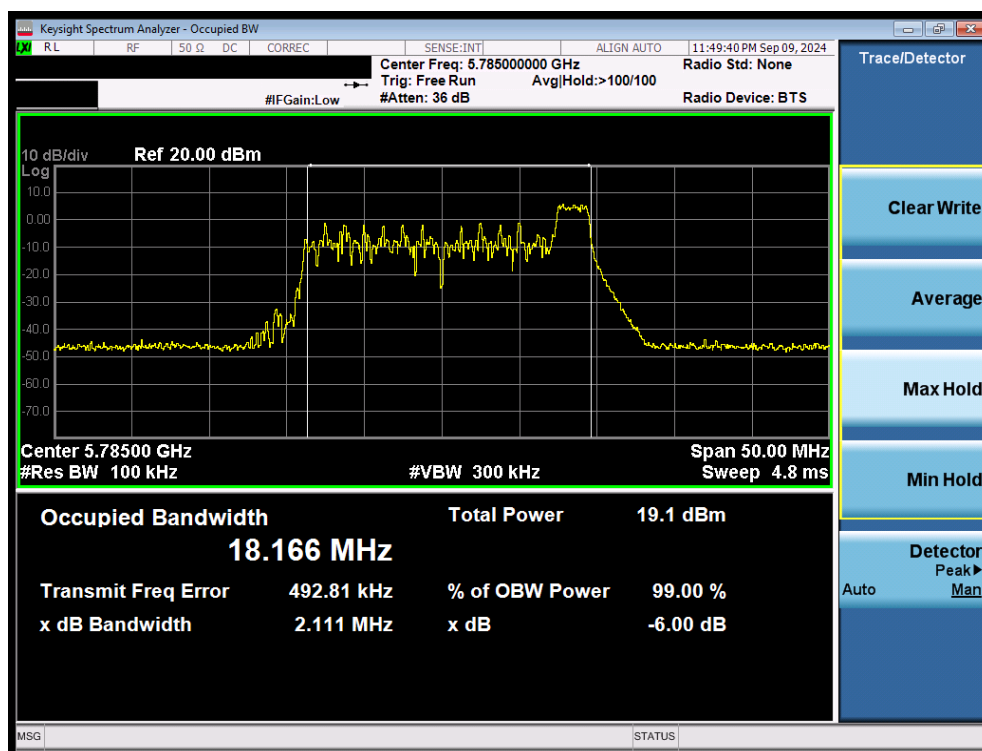 Keysight Spectrum Analyzer - Occupied BW
LXI RL RF 50 Ω DC CORREC SENSE:INT ALIGN AUTO 11:49:40 PM Sep 09, 2024
Center Freq: 5.785000000 GHz Radio Std: None
Trig: Free Run Avg|Hold:>100/100
#IFGain:Low #Atten: 36 dB Radio Device: BTS
10 dB/div Ref 20.00 dBm
Log
10.0
0.00
-10.0
-20.0
-30.0
-40.0
-50.0
-60.0
-70.0
Center 5.78500 GHz Span 50.00 MHz
#Res BW 100 kHz #VBW 300 kHz Sweep 4.8 ms
Occupied Bandwidth Total Power 19.1 dBm
18.166 MHz
Transmit Freq Error 492.81 kHz % of OBW Power 99.00 %
x dB Bandwidth 2.111 MHz x dB -6.00 dB
MSG STATUS
Trace/Detector
Clear Write
Average
Max Hold
Min Hold
Detector
Peak▶
Auto Man